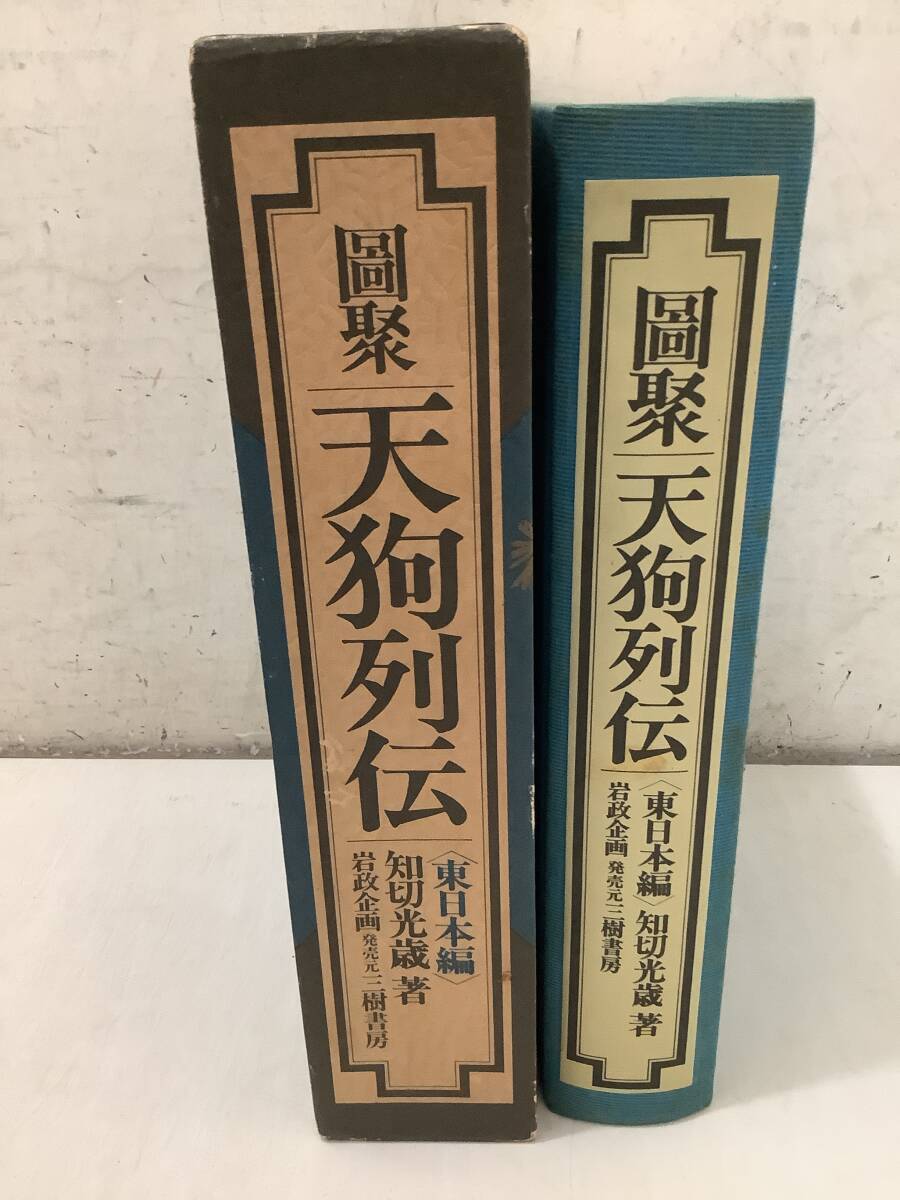 圖聚
天狗列伝
〈東日本編〉
知切光歳 著
岩政企画 発売元 三樹書房
圖聚
天狗列伝
〈東日本編〉 知切光歳 著
岩政企画 発売元 三樹書房